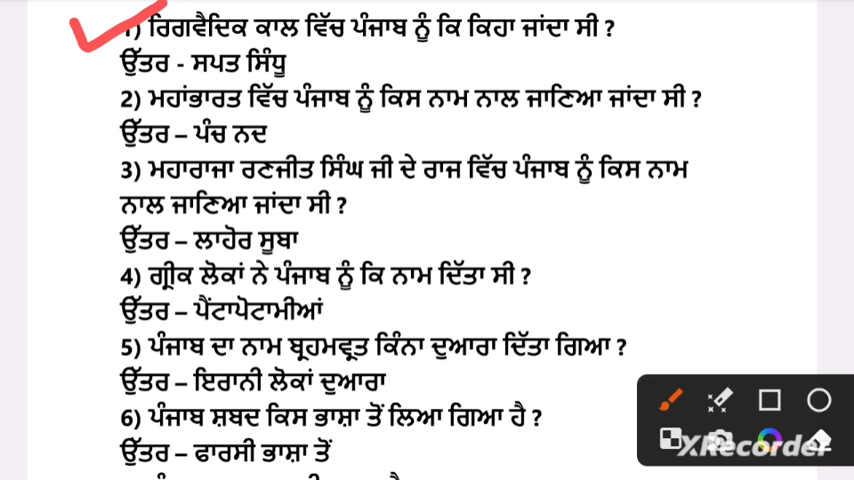 1) ਰਿਗਵੈਦਿਕ ਕਾਲ ਵਿੱਚ ਪੰਜਾਬ ਨੂੰ ਕਿ ਕਿਹਾ ਜਾਂਦਾ ਸੀ ?
ਉੱਤਰ - ਸਪਤ ਸਿੰਧੂ
2) ਮਹਾਂਭਾਰਤ ਵਿੱਚ ਪੰਜਾਬ ਨੂੰ ਕਿਸ ਨਾਮ ਨਾਲ ਜਾਣਿਆ ਜਾਂਦਾ ਸੀ ?
ਉੱਤਰ – ਪੰਚ ਨਦ
3) ਮਹਾਰਾਜਾ ਰਣਜੀਤ ਸਿੰਘ ਜੀ ਦੇ ਰਾਜ ਵਿੱਚ ਪੰਜਾਬ ਨੂੰ ਕਿਸ ਨਾਮ
ਨਾਲ ਜਾਣਿਆ ਜਾਂਦਾ ਸੀ ?
ਉੱਤਰ – ਲਾਹੋਰ ਸੂਬਾ
4) ਗ੍ਰੀਕ ਲੋਕਾਂ ਨੇ ਪੰਜਾਬ ਨੂੰ ਕਿ ਨਾਮ ਦਿੱਤਾ ਸੀ ?
ਉੱਤਰ – ਪੈਂਟਾਪੋਟਾਮੀਆਂ
5) ਪੰਜਾਬ ਦਾ ਨਾਮ ਬ੍ਰਹਮਵ੍ਰਤ ਕਿੰਨਾ ਦੁਆਰਾ ਦਿੱਤਾ ਗਿਆ ?
ਉੱਤਰ – ਇਰਾਨੀ ਲੋਕਾਂ ਦੁਆਰਾ
6) ਪੰਜਾਬ ਸ਼ਬਦ ਕਿਸ ਭਾਸ਼ਾ ਤੋਂ ਲਿਆ ਗਿਆ ਹੈ ?
ਉੱਤਰ – ਫਾਰਸੀ ਭਾਸ਼ਾ ਤੋਂ
XRecorder